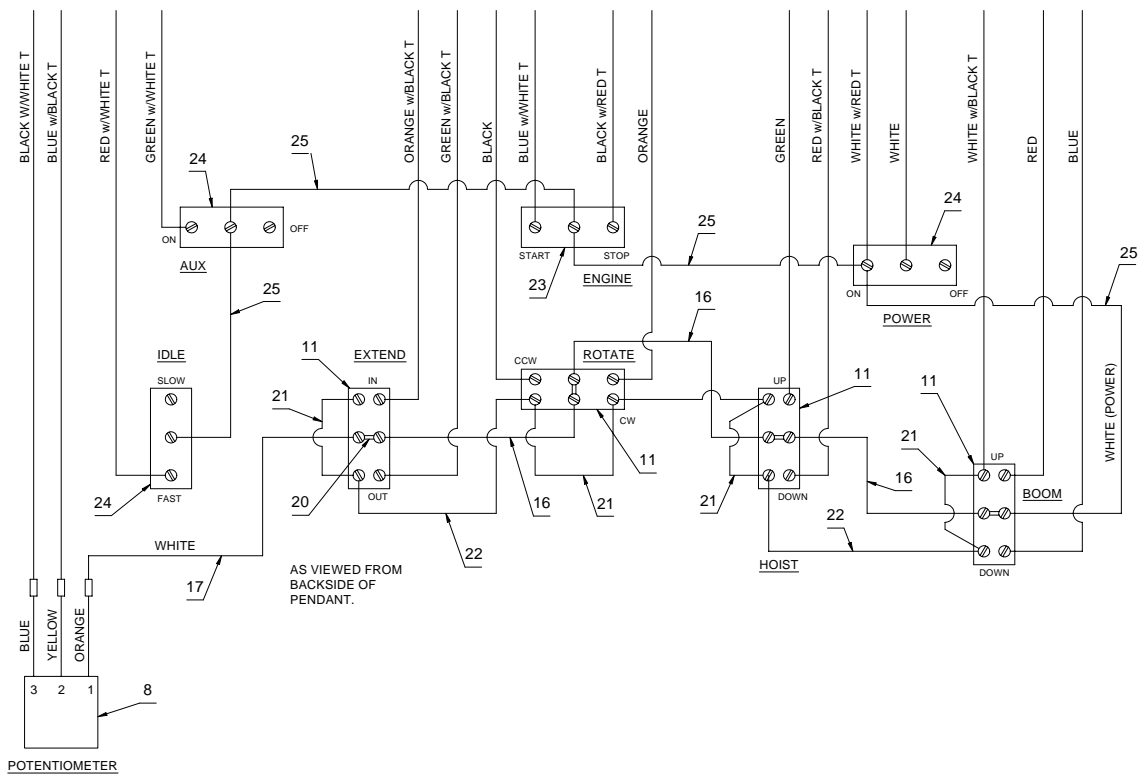 BLACK W/WHITE T
BLUE w/BLACK T
RED w/WHITE T
GREEN w/WHITE T
ORANGE w/BLACK T
GREEN w/BLACK T
BLACK
BLUE w/WHITE T
BLACK w/RED T
ORANGE
GREEN
RED w/BLACK T
WHITE w/RED T
WHITE
WHITE w/BLACK T
RED
BLUE
24
25
ON
OFF
AUX
25
START
STOP
23
ENGINE
25
24
ON
OFF
POWER
25
WHITE (POWER)
IDLE
SLOW
FAST
24
11
EXTEND
IN
OUT
21
20
22
16
16
CCW
ROTATE
CW
11
21
UP
11
DOWN
21
HOIST
16
22
11
21
UP
BOOM
DOWN
WHITE
17
AS VIEWED FROM
BACKSIDE OF
PENDANT.
BLUE
YELLOW
ORANGE
3
2
1
8
POTENTIOMETER